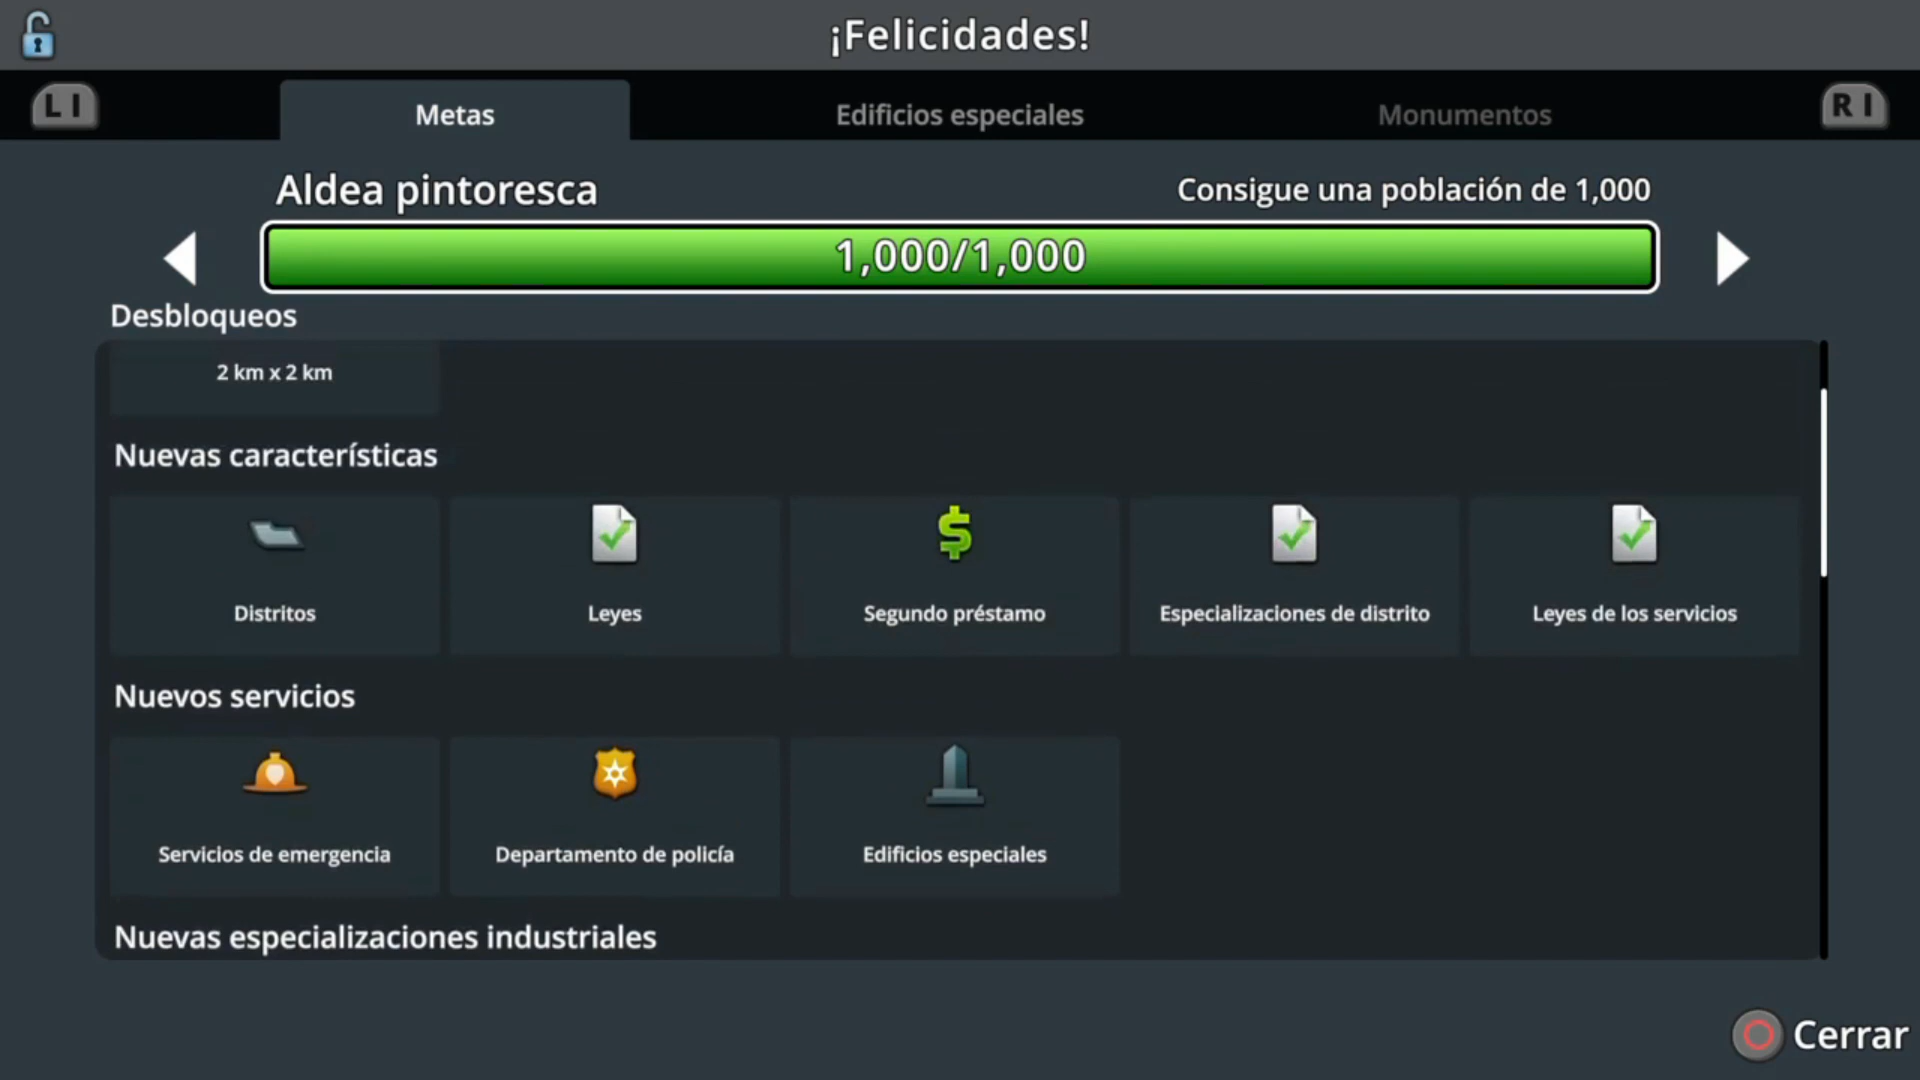 ¡Felicidades!
L1
Metas
Edificios especiales
Monumentos
R1
Aldea pintoresca
Consigue una población de 1,000
1,000/1,000
Desbloqueos
2 km x 2 km
Nuevas características
Distritos
Leyes
Segundo préstamo
Especializaciones de distrito
Leyes de los servicios
Nuevos servicios
Servicios de emergencia
Departamento de policía
Edificios especiales
Nuevas especializaciones industriales
Cerrar